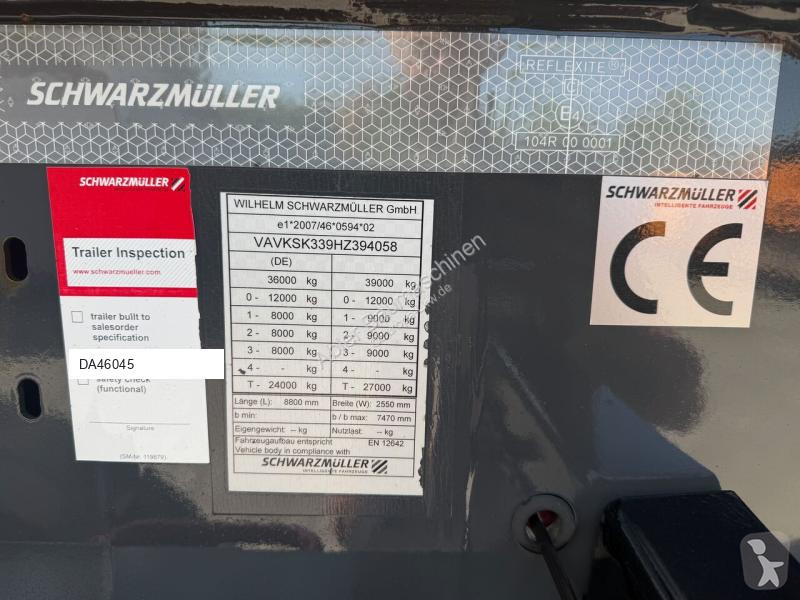 SCHWARZMÜLLER
REFLEXITE®
C
E4
104R 00 0001
SCHWARZMÜLLER
Trailer Inspection
www.schwarzmueller.com
trailer built to
salesorder
specification
DA46045
safety check
(functional)
Signature
(SM-Nr. 119879)
WILHELM SCHWARZMÜLLER GmbH
e1*2007/46*0594*02
VAVKSK339HZ394058
(DE)
36000 kg 39000 kg
0 - 12000 kg 0 - 12000 kg
1 - 8000 kg 1 - 9000 kg
2 - 8000 kg 2 - 9000 kg
3 - 8000 kg 3 - 9000 kg
4 - - kg 4 - - kg
T - 24000 kg T - 27000 kg
Länge (L): 8800 mm Breite (W): 2550 mm
b min: b / b max: 7470 mm
Eigengewicht: -- kg Nutzlast: -- kg
Fahrzeugaufbau entspricht EN 12642
Vehicle body in compliance with
SCHWARZMÜLLER
INTELLIGENTE FAHRZEUGE
SCHWARZMÜLLER
INTELLIGENTE FAHRZEUGE
CE